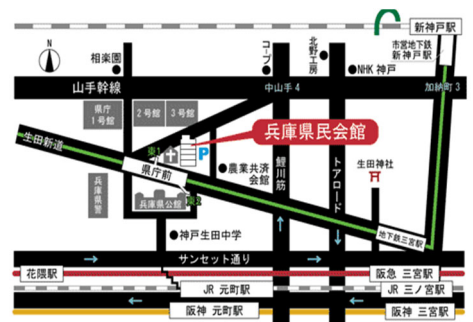 新神戸駅
市営地下鉄
新神戸駅
N
相楽園
コープ
北野工房
NHK 神戸
山手幹線
中山手4
加納町3
県庁
1号館
2号館
3号館
兵庫県民会館
生田新道
東1
P
県庁前
農業共済
会館
鯉川筋
トアロード
生田神社
兵庫県警
兵庫県公館
東2
神戸生田中学
地下鉄三宮駅
サンセット通り
花隈駅
阪急 三宮駅
JR 元町駅
JR 三ノ宮駅
阪神 元町駅
阪神 三宮駅